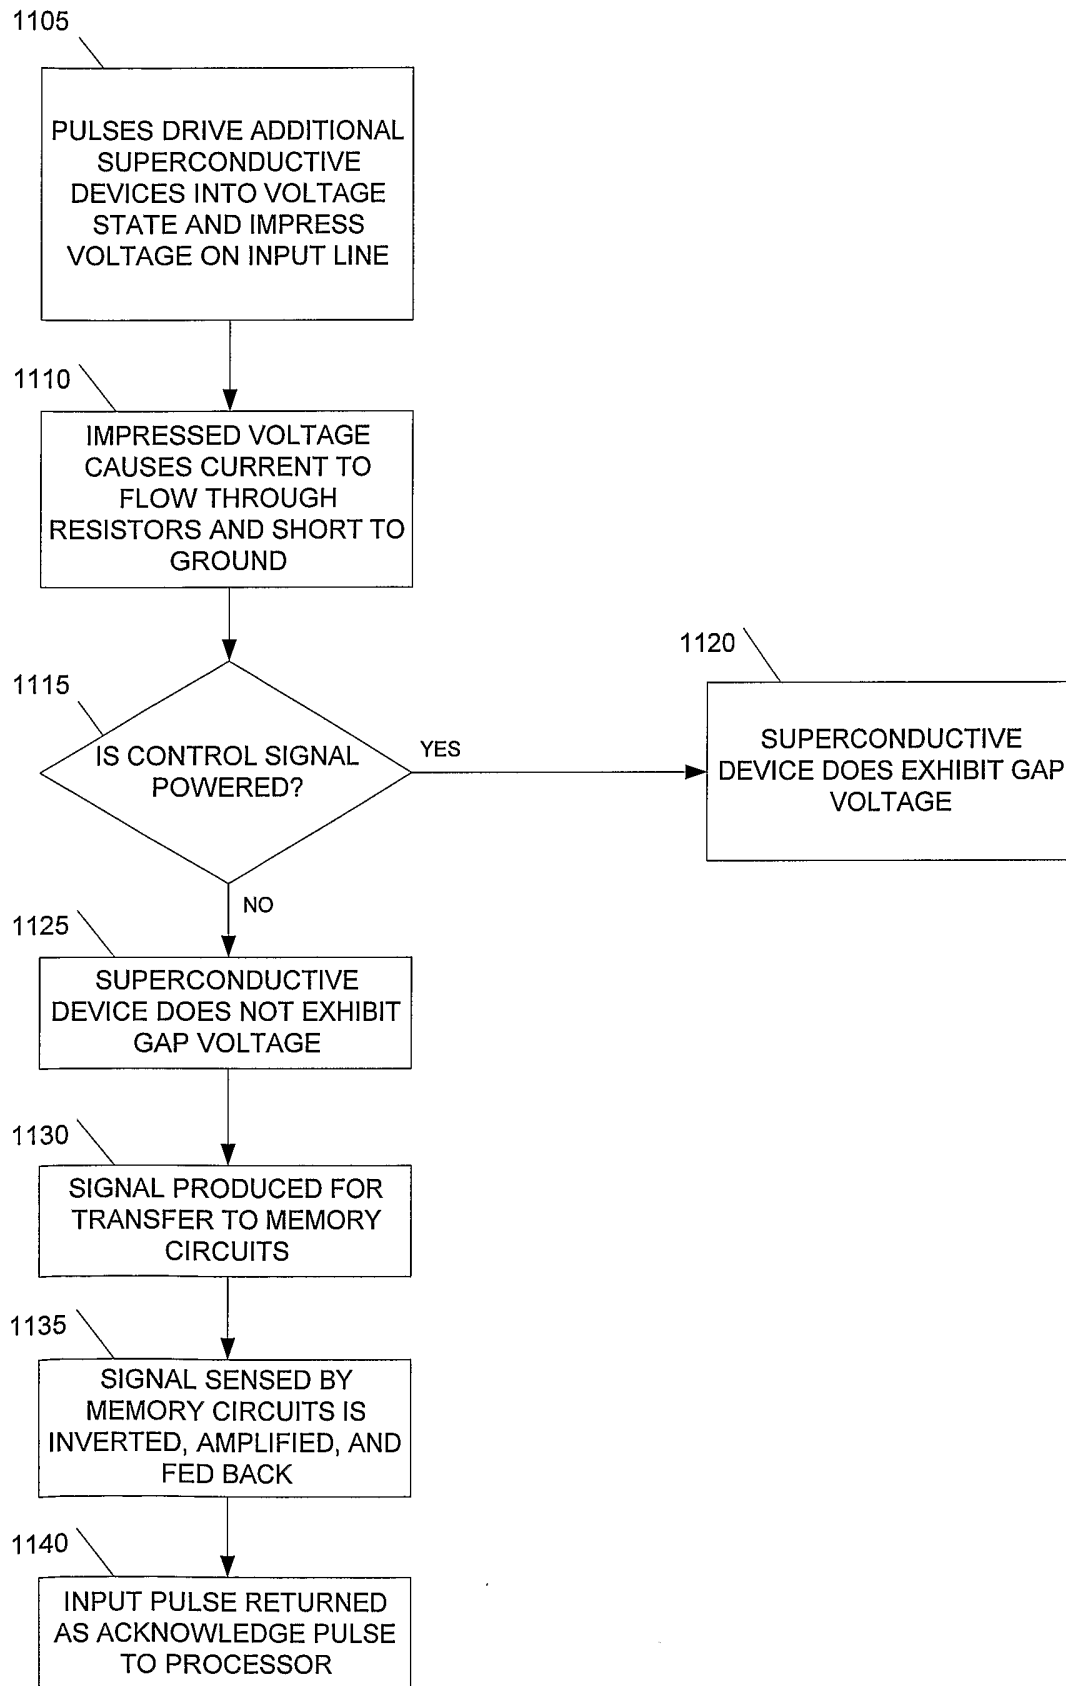 1105
PULSES DRIVE ADDITIONAL
SUPERCONDUCTIVE
DEVICES INTO VOLTAGE
STATE AND IMPRESS
VOLTAGE ON INPUT LINE
1110
IMPRESSED VOLTAGE
CAUSES CURRENT TO
FLOW THROUGH
RESISTORS AND SHORT TO
GROUND
1115
IS CONTROL SIGNAL
POWERED?
YES
1120
SUPERCONDUCTIVE
DEVICE DOES EXHIBIT GAP
VOLTAGE
NO
1125
SUPERCONDUCTIVE
DEVICE DOES NOT EXHIBIT
GAP VOLTAGE
1130
SIGNAL PRODUCED FOR
TRANSFER TO MEMORY
CIRCUITS
1135
SIGNAL SENSED BY
MEMORY CIRCUITS IS
INVERTED, AMPLIFIED, AND
FED BACK
1140
INPUT PULSE RETURNED
AS ACKNOWLEDGE PULSE
TO PROCESSOR